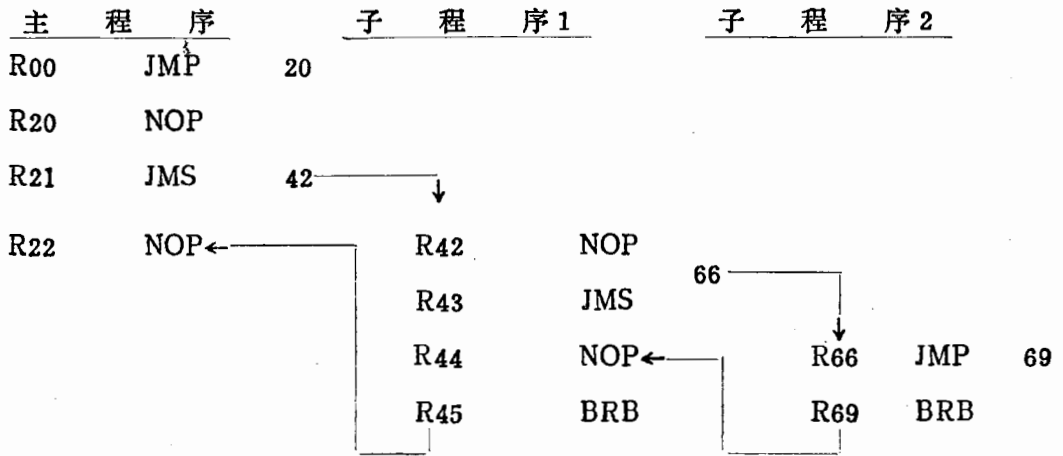 主程序 子程序1 子程序2
R00 JMP 20
R20 NOP
R21 JMS 42
R22 NOP R42 NOP
66
R43 JMS
R44 NOP R66 JMP 69
R45 BRB R69 BRB